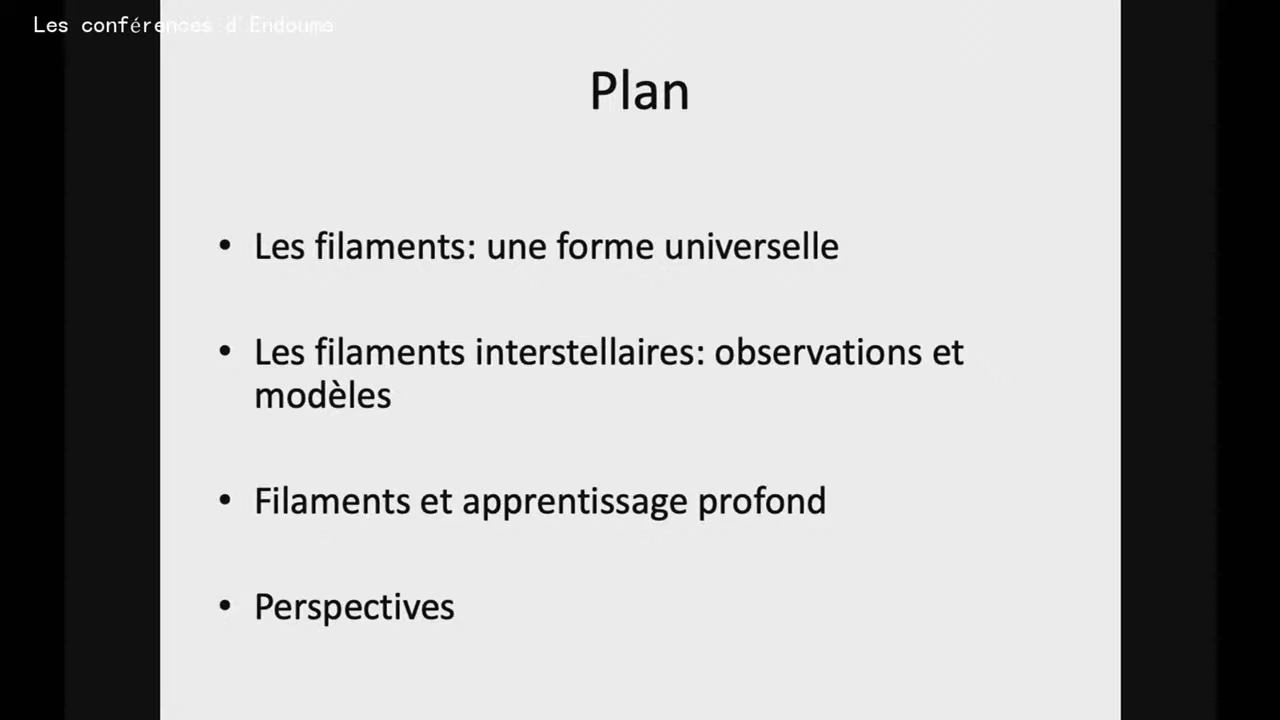 Les conférences d'Endoume
Plan
• Les filaments: une forme universelle
• Les filaments interstellaires: observations et
modèles
• Filaments et apprentissage profond
• Perspectives